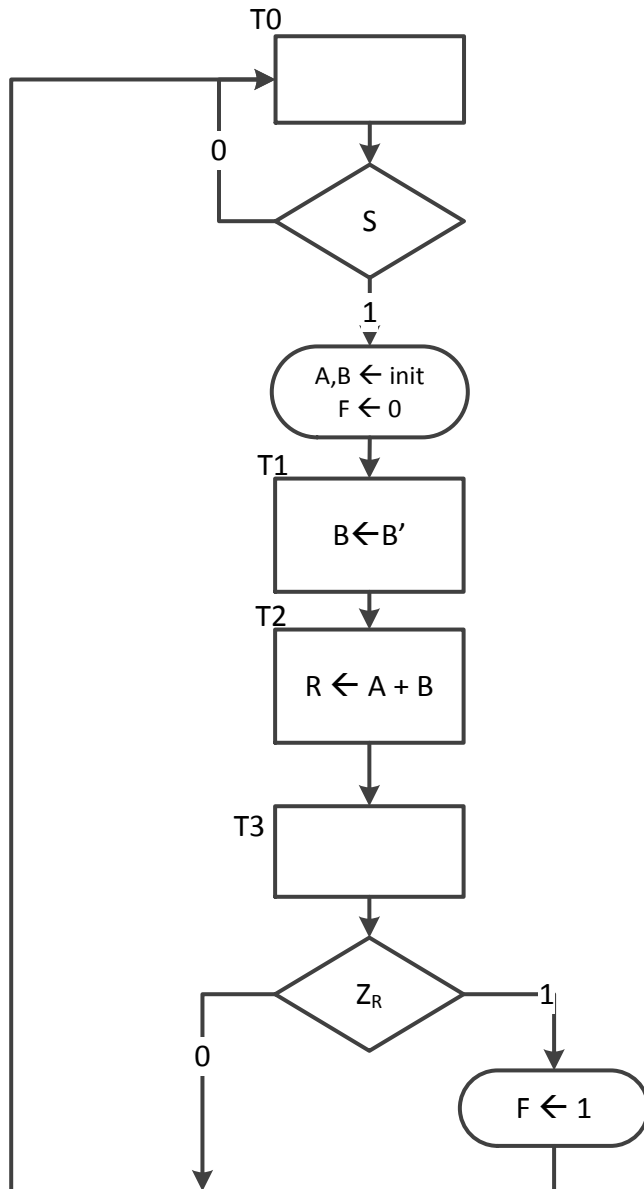 T0
0
S
1
A,B ← init
F ← 0
T1
B←B’
T2
R ← A + B
T3
Z_R
1
0
F ← 1